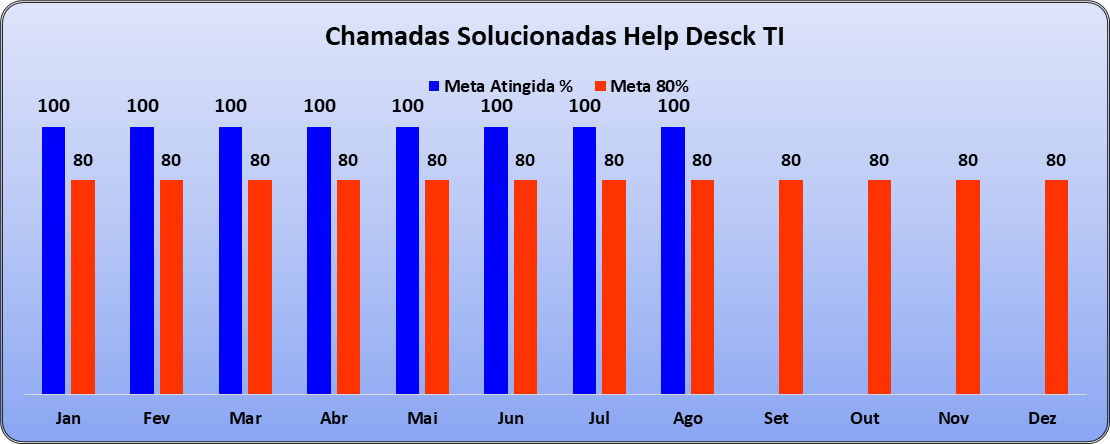 Chamadas Solucionadas Help Desck TI
Meta Atingida % Meta 80%
100 100 100 100 100 100 100 100
80 80 80 80 80 80 80 80 80 80 80 80
Jan Fev Mar Abr Mai Jun Jul Ago Set Out Nov Dez